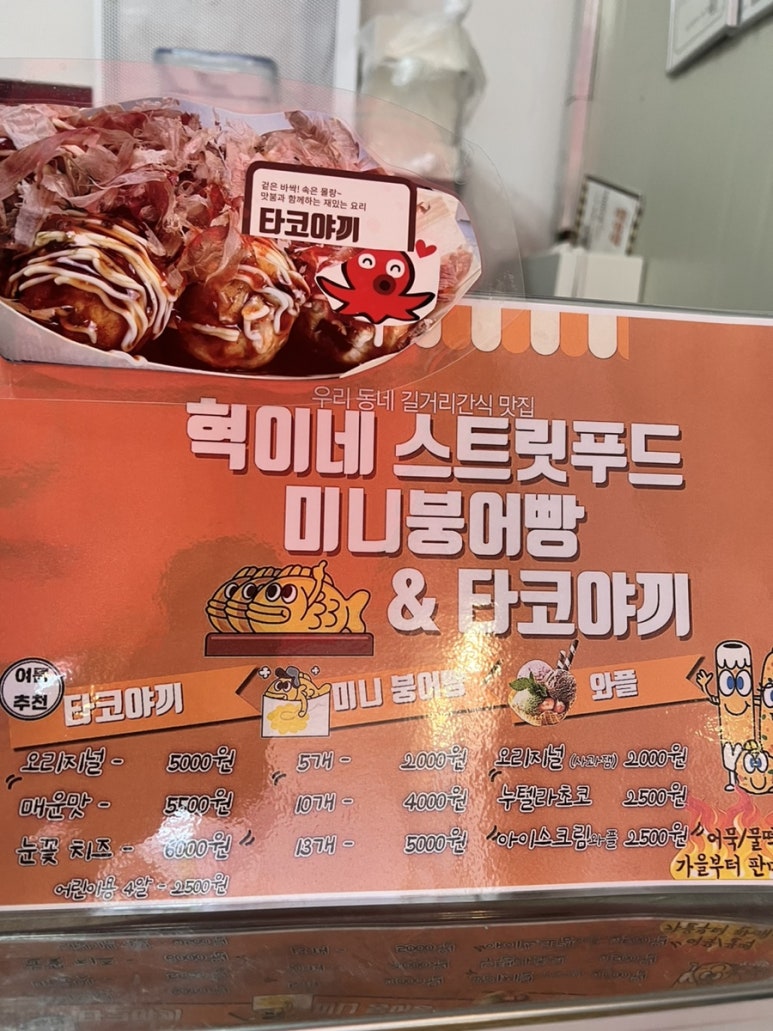 겉은 바싹! 속은 몰랑~
맛봄과 함께하는 재밌는 요리
타코야끼
우리 동네 길거리간식 맛집
혁이네 스트릿푸드
미니붕어빵
& 타코야끼
추천
타코야끼
오리지널 - 5000원
매운맛 - 5500원
눈꽃 치즈 - 6000원
어린이용 4알 - 2500원
미니 붕어빵
5개 - 2000원
10개 - 4000원
13개 - 5000원
와플
오리지널 (사과잼) 2000원
누텔라초코 2500원
아이스크림와플 2500원
어묵/물떡
가을부터